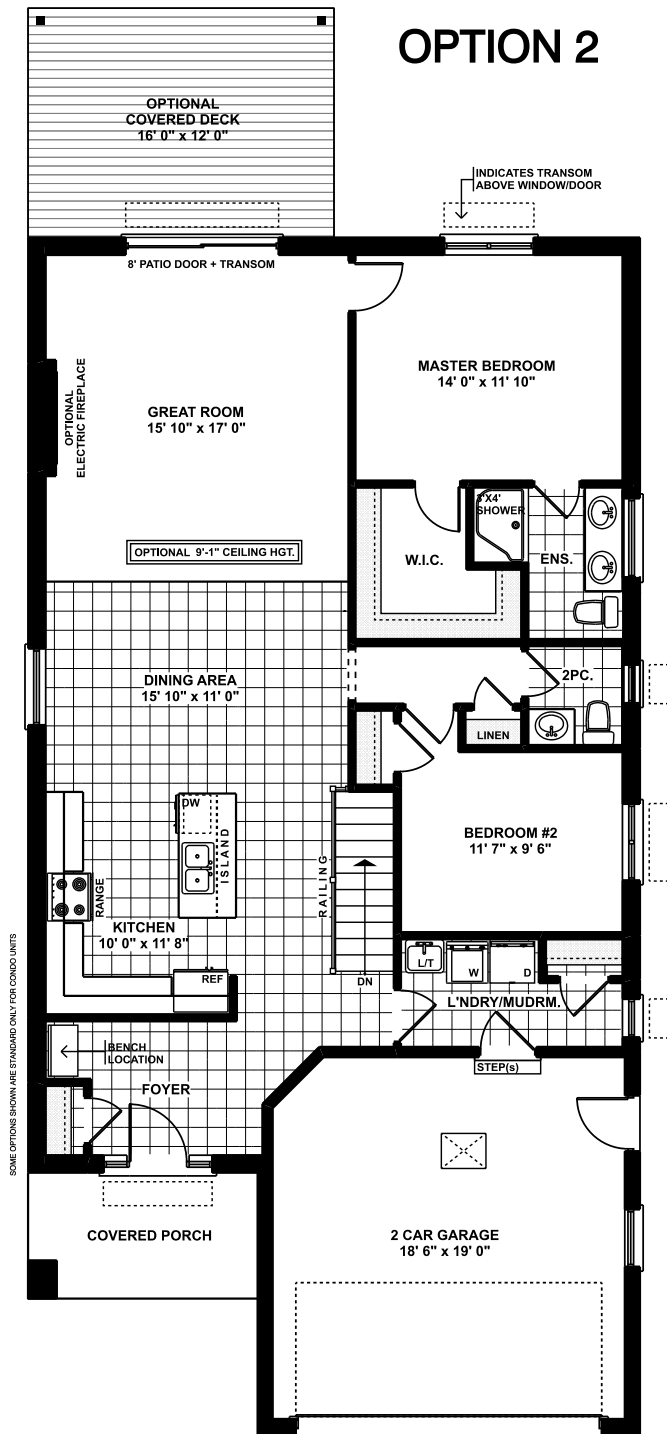 OPTION 2
OPTIONAL
COVERED DECK
16' 0" x 12' 0"
INDICATES TRANSOM
ABOVE WINDOW/DOOR
8' PATIO DOOR + TRANSOM
MASTER BEDROOM
14' 0" x 11' 10"
OPTIONAL
ELECTRIC FIREPLACE
GREAT ROOM
15' 10" x 17' 0"
3'X4'
SHOWER
W.I.C.
ENS.
OPTIONAL 9'-1" CEILING HGT.
DINING AREA
15' 10" x 11' 0"
2PC.
LINEN
DW
ISLAND
RAILING
BEDROOM #2
11' 7" x 9' 6"
RANGE
KITCHEN
10' 0" x 11' 8"
REF
DN
L/T
W
D
L'NDRY/MUDRM.
BENCH
LOCATION
STEP(s)
FOYER
SOME OPTIONS SHOWN ARE STANDARD ONLY FOR CONDO UNITS
COVERED PORCH
2 CAR GARAGE
18' 6" x 19' 0"